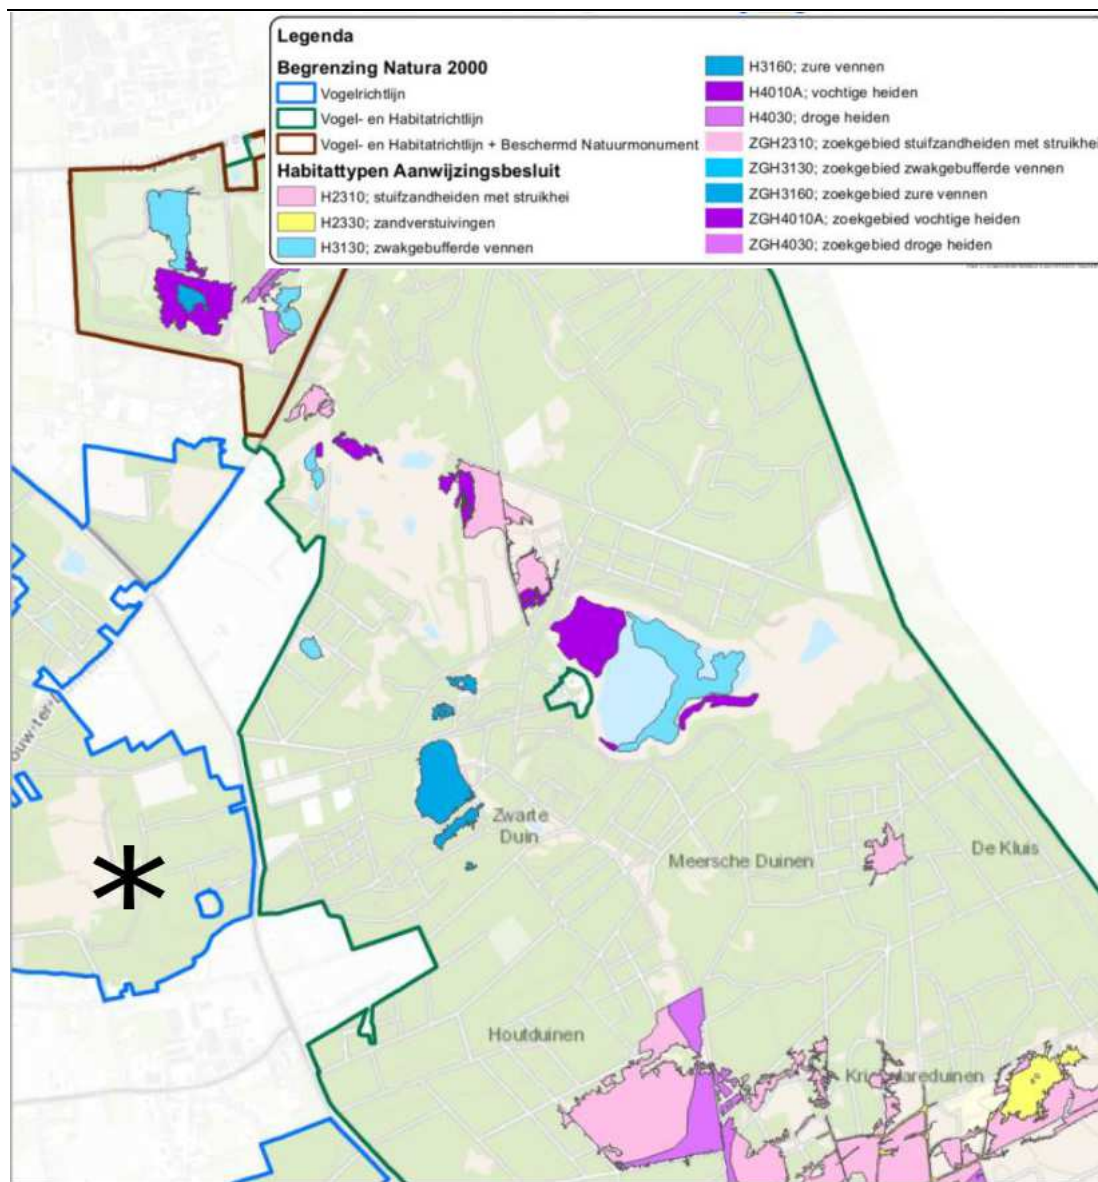 Legenda
Begrenzing Natura 2000
Vogelrichtlijn
Vogel- en Habitatrichtlijn
Vogel- en Habitatrichtlijn + Beschermd Natuurmonument
Habitattypen Aanwijzingsbesluit
H2310; stuifzandheiden met struikhei
H2330; zandverstuivingen
H3130; zwakgebufferde vennen
H3160; zure vennen
H4010A; vochtige heiden
H4030; droge heiden
ZGH2310; zoekgebied stuifzandheiden met struikhei
ZGH3130; zoekgebied zwakgebufferde vennen
ZGH3160; zoekgebied zure vennen
ZGH4010A; zoekgebied vochtige heiden
ZGH4030; zoekgebied droge heiden
Zwarte
Duin
Meersche Duinen
De Kluis
*
Houtduinen